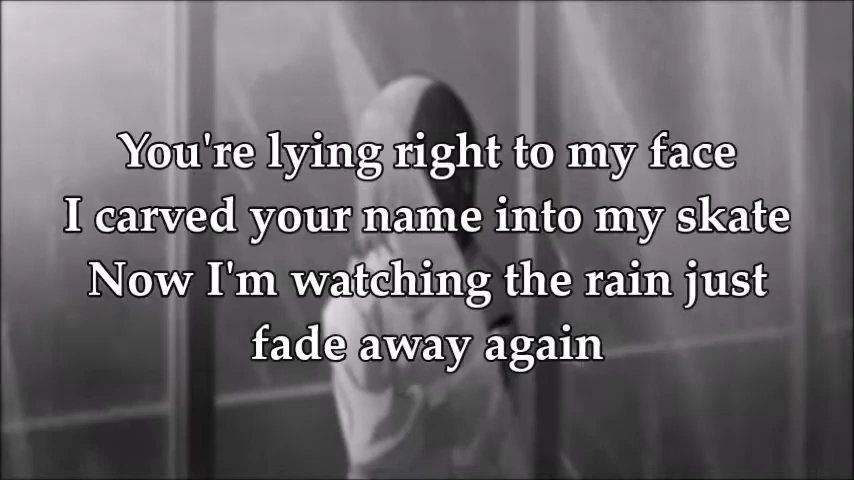 You're lying right to my face
I carved your name into my skate
Now I'm watching the rain just
fade away again